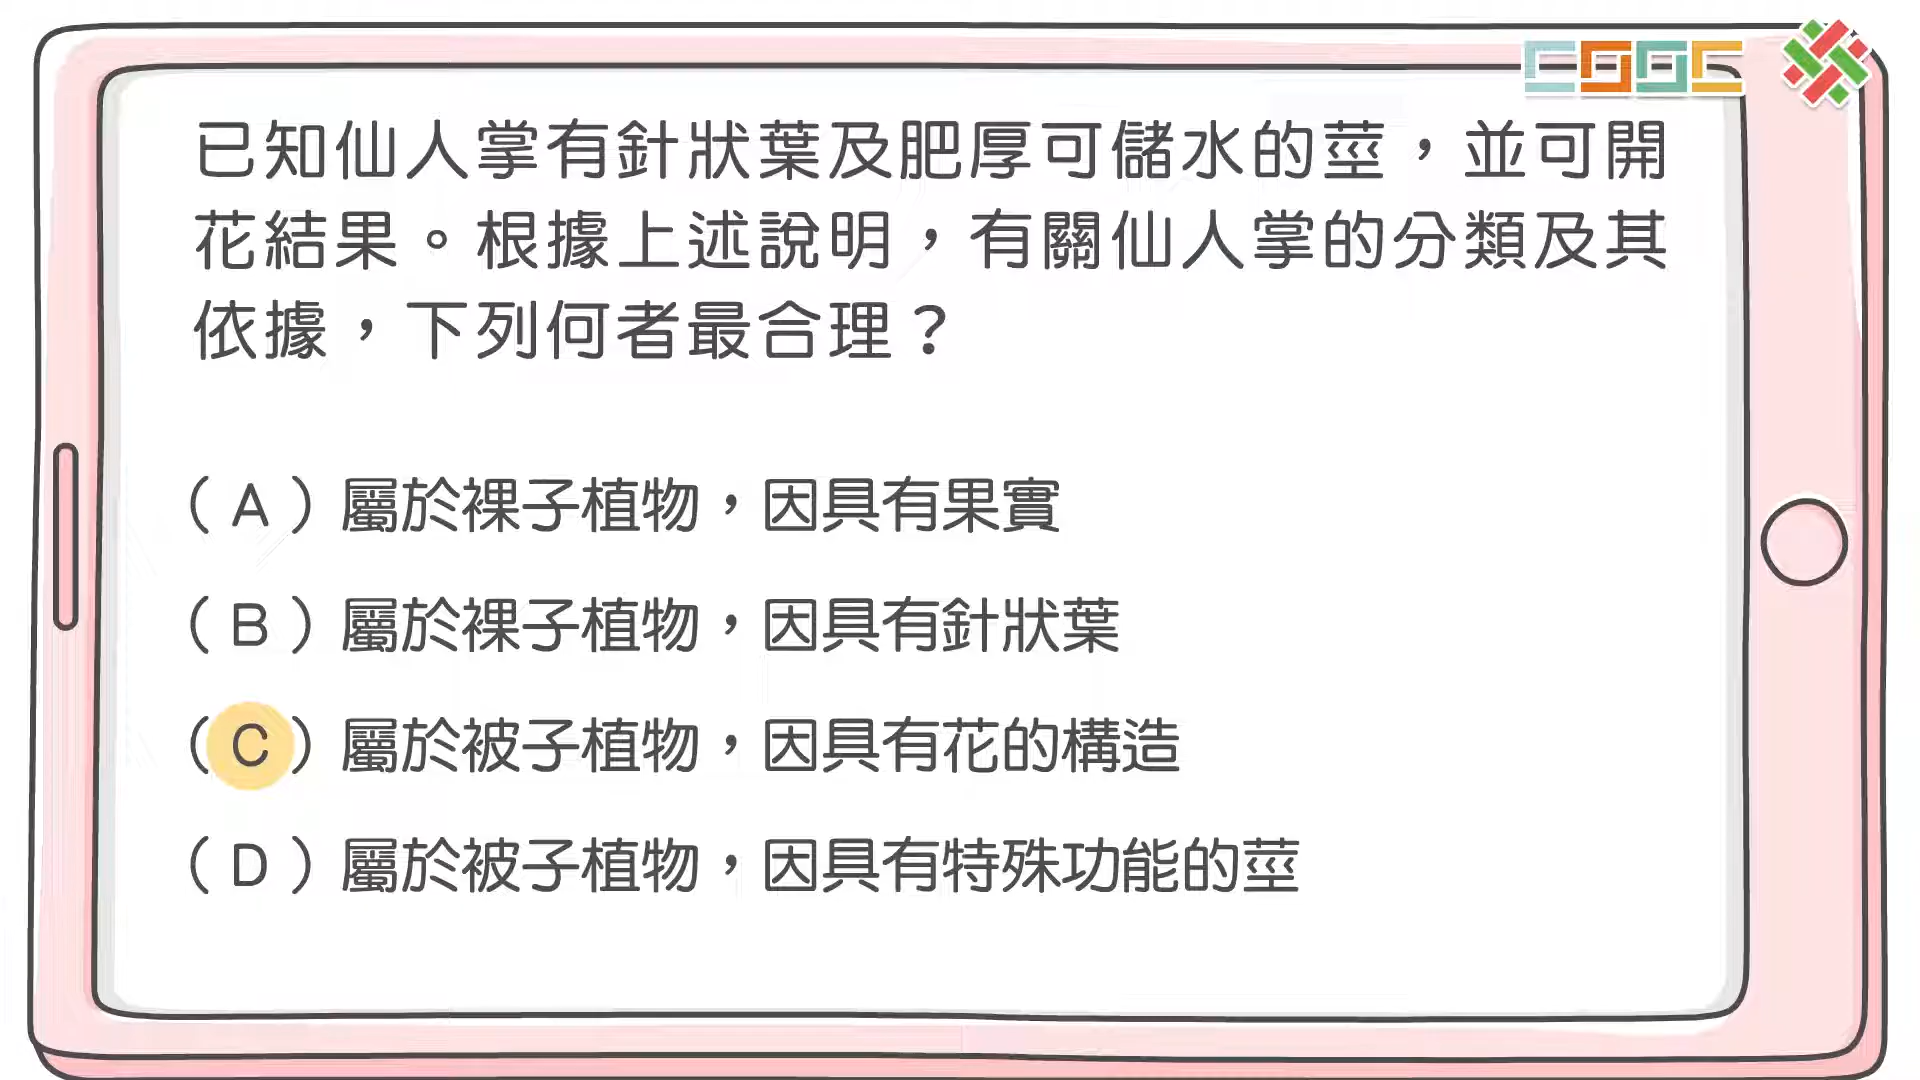 已知仙人掌有針狀葉及肥厚可儲水的莖，並可開
花結果。根據上述說明，有關仙人掌的分類及其
依據，下列何者最合理？
（A）屬於裸子植物，因具有果實
（B）屬於裸子植物，因具有針狀葉
（C）屬於被子植物，因具有花的構造
（D）屬於被子植物，因具有特殊功能的莖